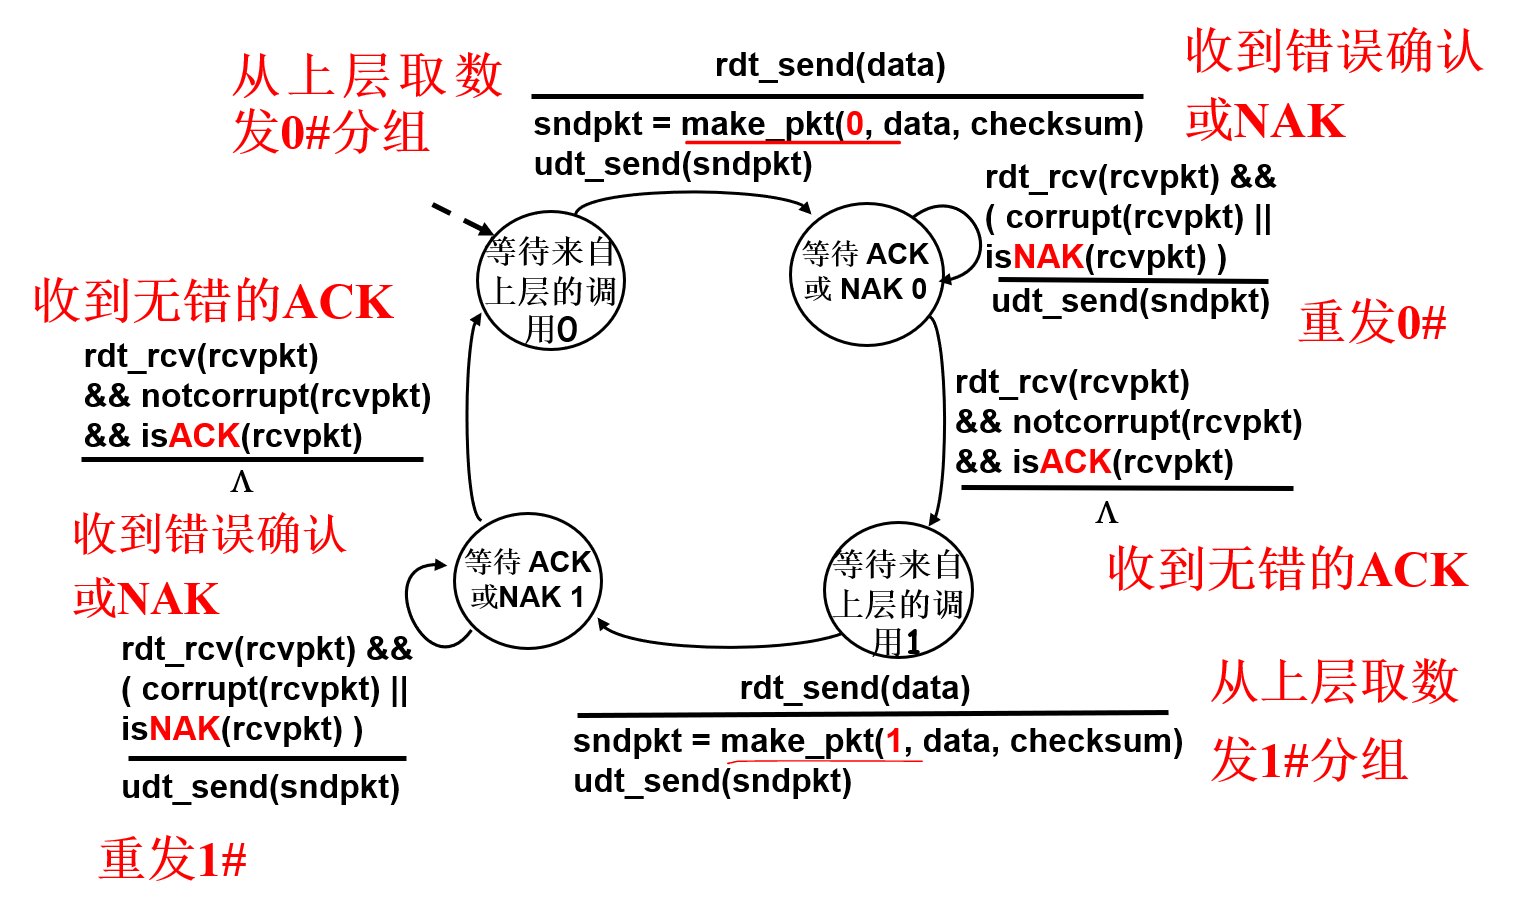 从上层取数
发0#分组
rdt_send(data)
sndpkt = make_pkt(0, data, checksum)
udt_send(sndpkt)
收到错误确认
或NAK
rdt_rcv(rcvpkt) &&
( corrupt(rcvpkt) ||
isNAK(rcvpkt) )
udt_send(sndpkt)
重发0#
等待来自
上层的调
用0
等待 ACK
或 NAK 0
收到无错的ACK
rdt_rcv(rcvpkt)
&& notcorrupt(rcvpkt)
&& isACK(rcvpkt)
Λ
rdt_rcv(rcvpkt)
&& notcorrupt(rcvpkt)
&& isACK(rcvpkt)
Λ
收到无错的ACK
收到错误确认
或NAK
rdt_rcv(rcvpkt) &&
( corrupt(rcvpkt) ||
isNAK(rcvpkt) )
udt_send(sndpkt)
重发1#
等待 ACK
或NAK 1
等待来自
上层的调
用1
rdt_send(data)
sndpkt = make_pkt(1, data, checksum)
udt_send(sndpkt)
从上层取数
发1#分组